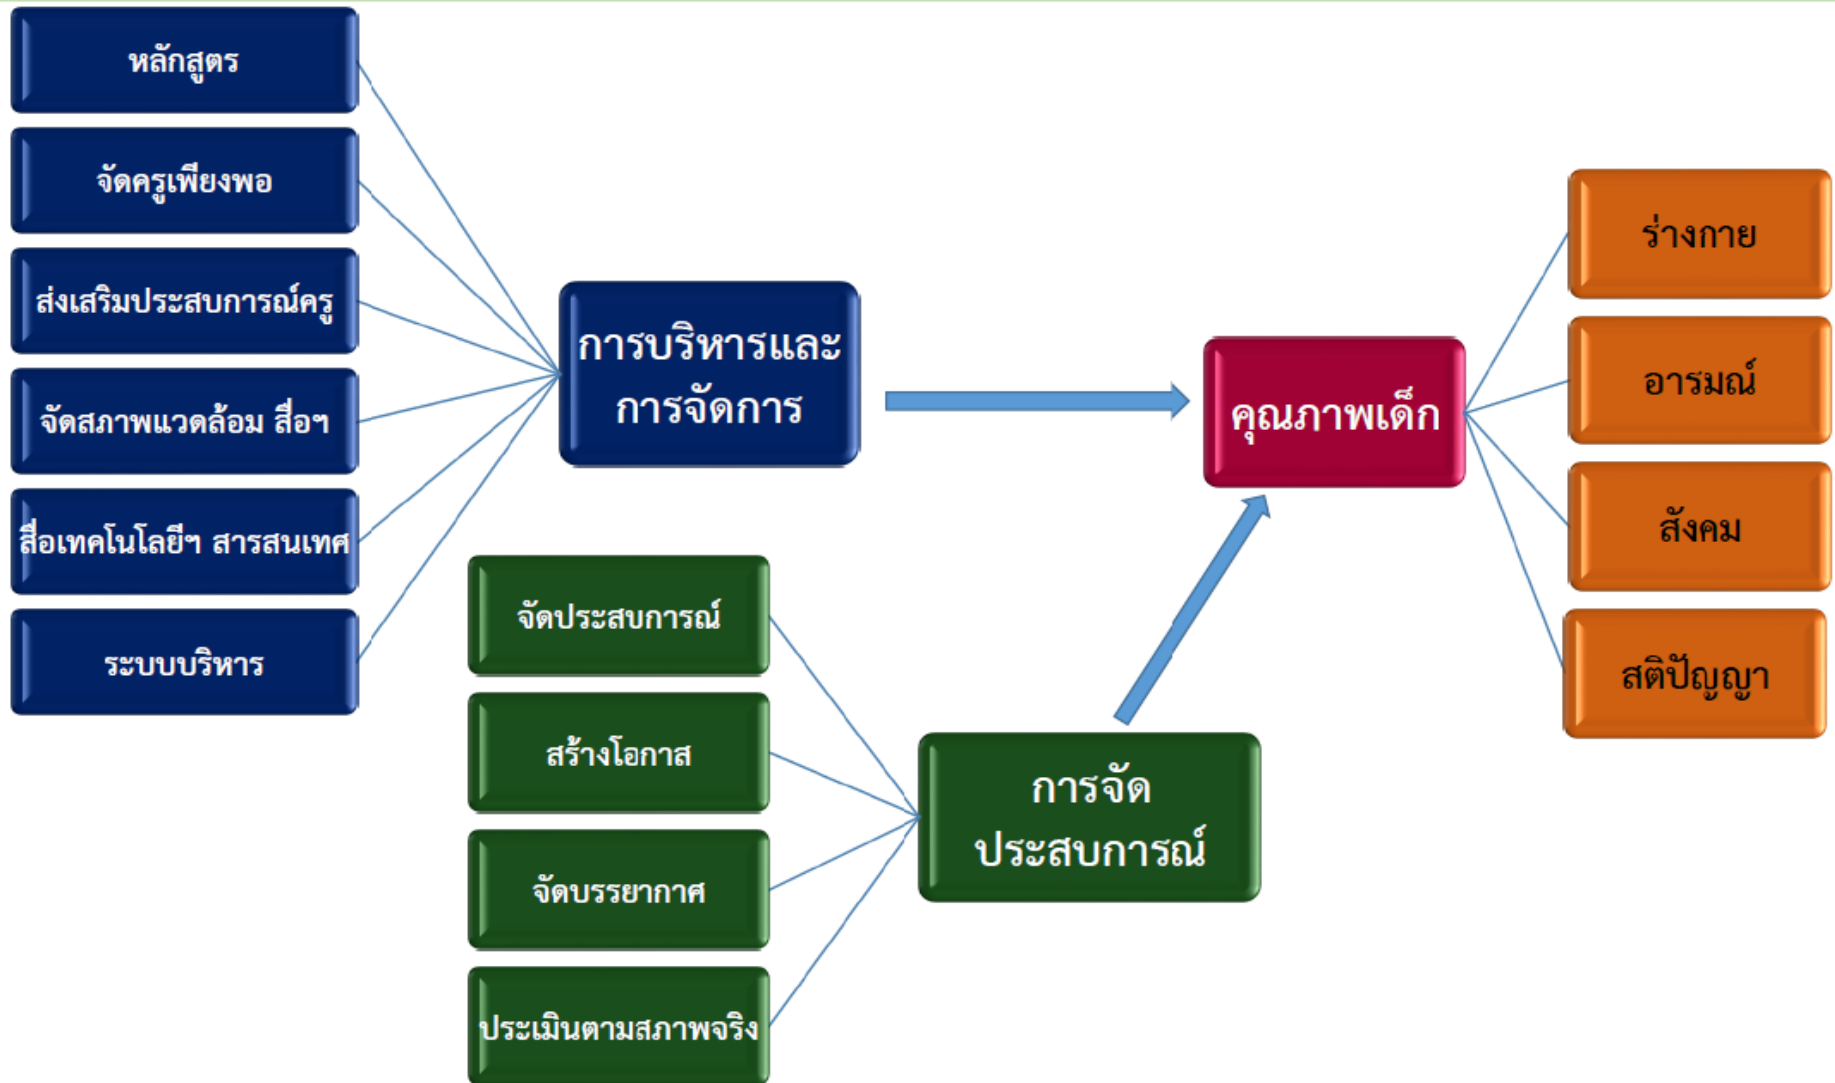 หลักสูตร
จัดครูเพียงพอ
ส่งเสริมประสบการณ์ครู
จัดสภาพแวดล้อม สื่อฯ
สื่อเทคโนโลยีฯ สารสนเทศ
ระบบบริหาร
การบริหารและ
การจัดการ
จัดประสบการณ์
สร้างโอกาส
จัดบรรยากาศ
ประเมินตามสภาพจริง
การจัด
ประสบการณ์
คุณภาพเด็ก
ร่างกาย
อารมณ์
สังคม
สติปัญญา